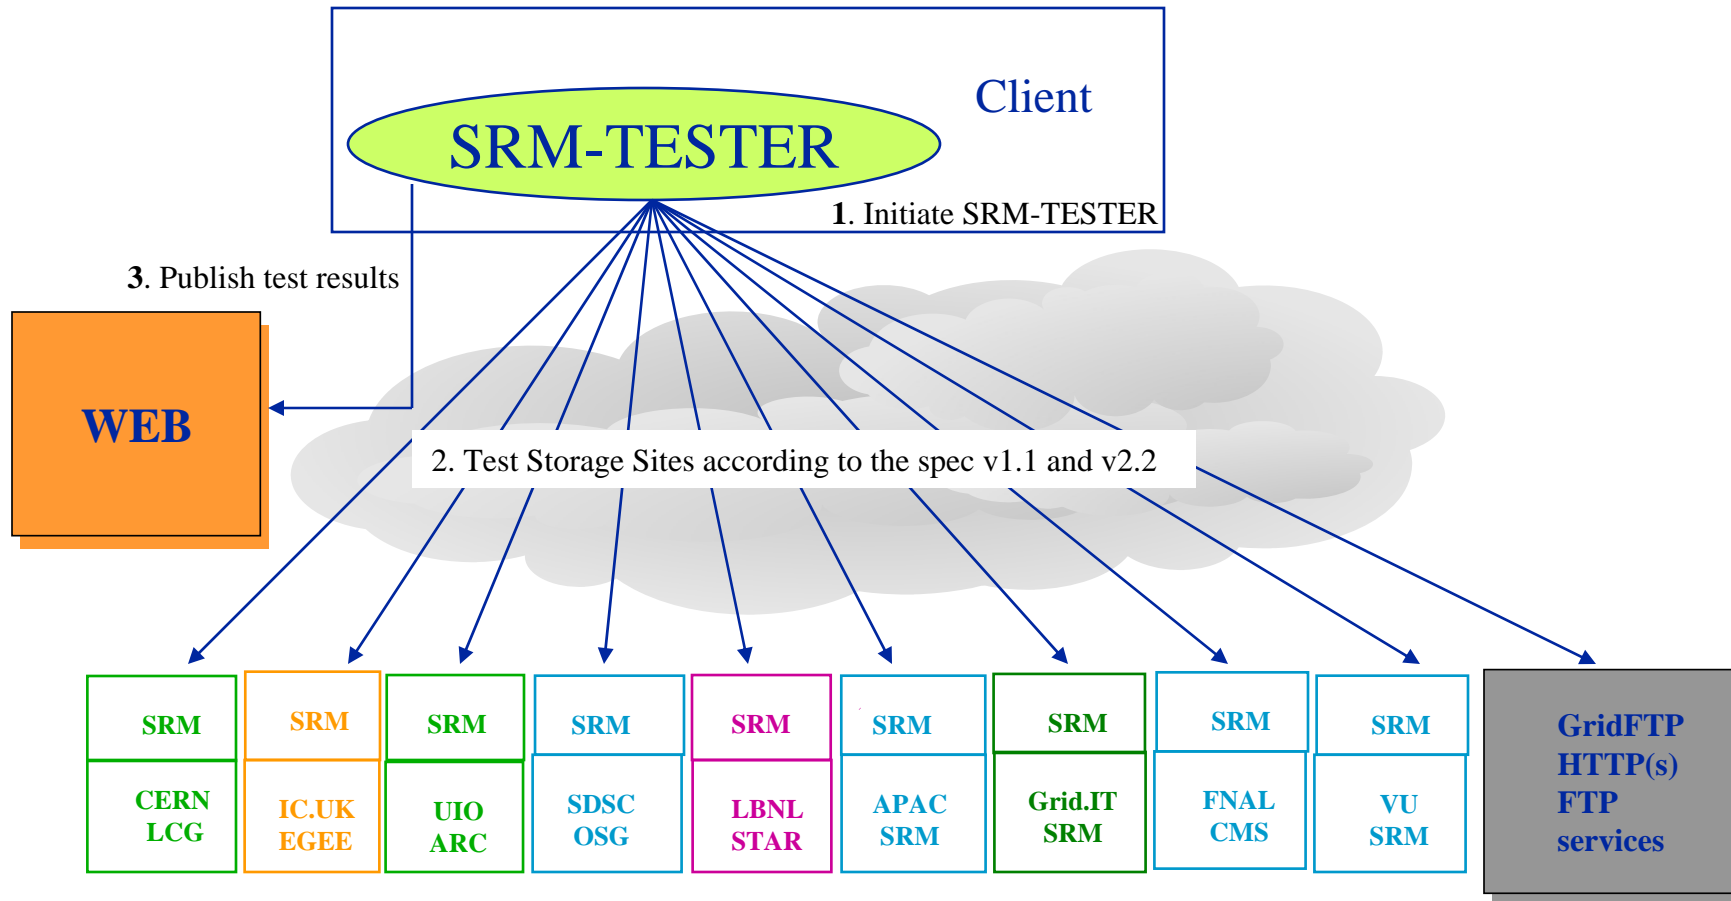 Client
SRM-TESTER
1. Initiate SRM-TESTER
3. Publish test results
WEB
2. Test Storage Sites according to the spec v1.1 and v2.2
SRM
CERN
LCG
SRM
IC.UK
EGEE
SRM
UIO
ARC
SRM
SDSC
OSG
SRM
LBNL
STAR
SRM
APAC
SRM
SRM
Grid.IT
SRM
SRM
FNAL
CMS
SRM
VU
SRM
GridFTP
HTTP(s)
FTP
services